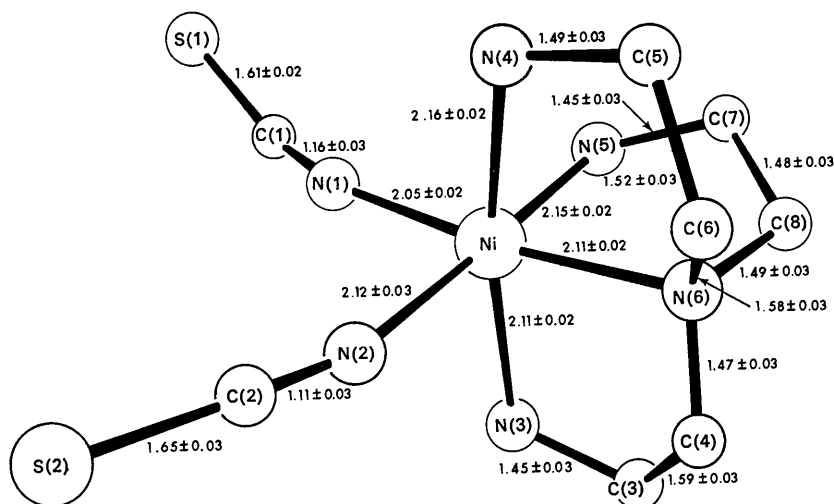 S(1)
1.61±0.02
C(1)
1.16±0.03
N(1)
2.05±0.02
N(4)
1.49±0.03
C(5)
2.16±0.02
1.45±0.03
C(7)
N(5)
1.52±0.03
1.48±0.03
2.15±0.02
Ni
C(6)
C(8)
2.11±0.02
1.49±0.03
N(6)
1.58±0.03
2.12±0.03
2.11±0.02
N(2)
1.47±0.03
C(2)
1.11±0.03
N(3)
C(4)
1.65±0.03
S(2)
1.45±0.03
C(3)
1.59±0.03